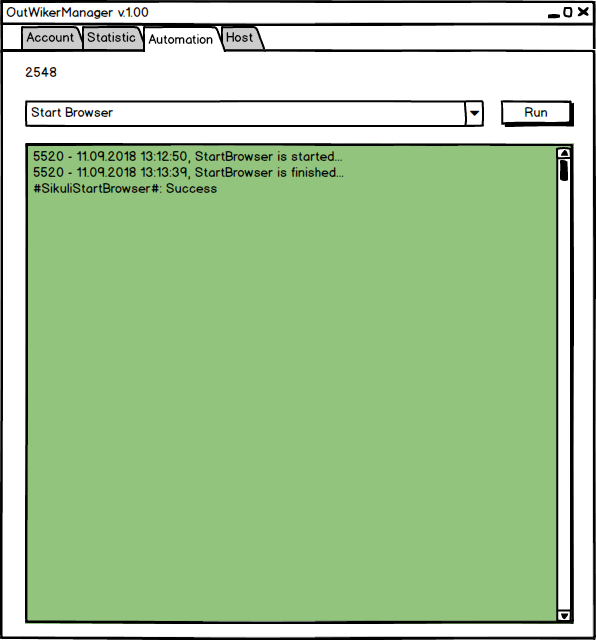 OutWikerManager v.1.00
Account Statistic Automation Host
2548
Start Browser Run
5520 - 11.09.2018 13:12:50, StartBrowser is started...
5520 - 11.09.2018 13:13:39, StartBrowser is finished...
#SikuliStartBrowser#: Success